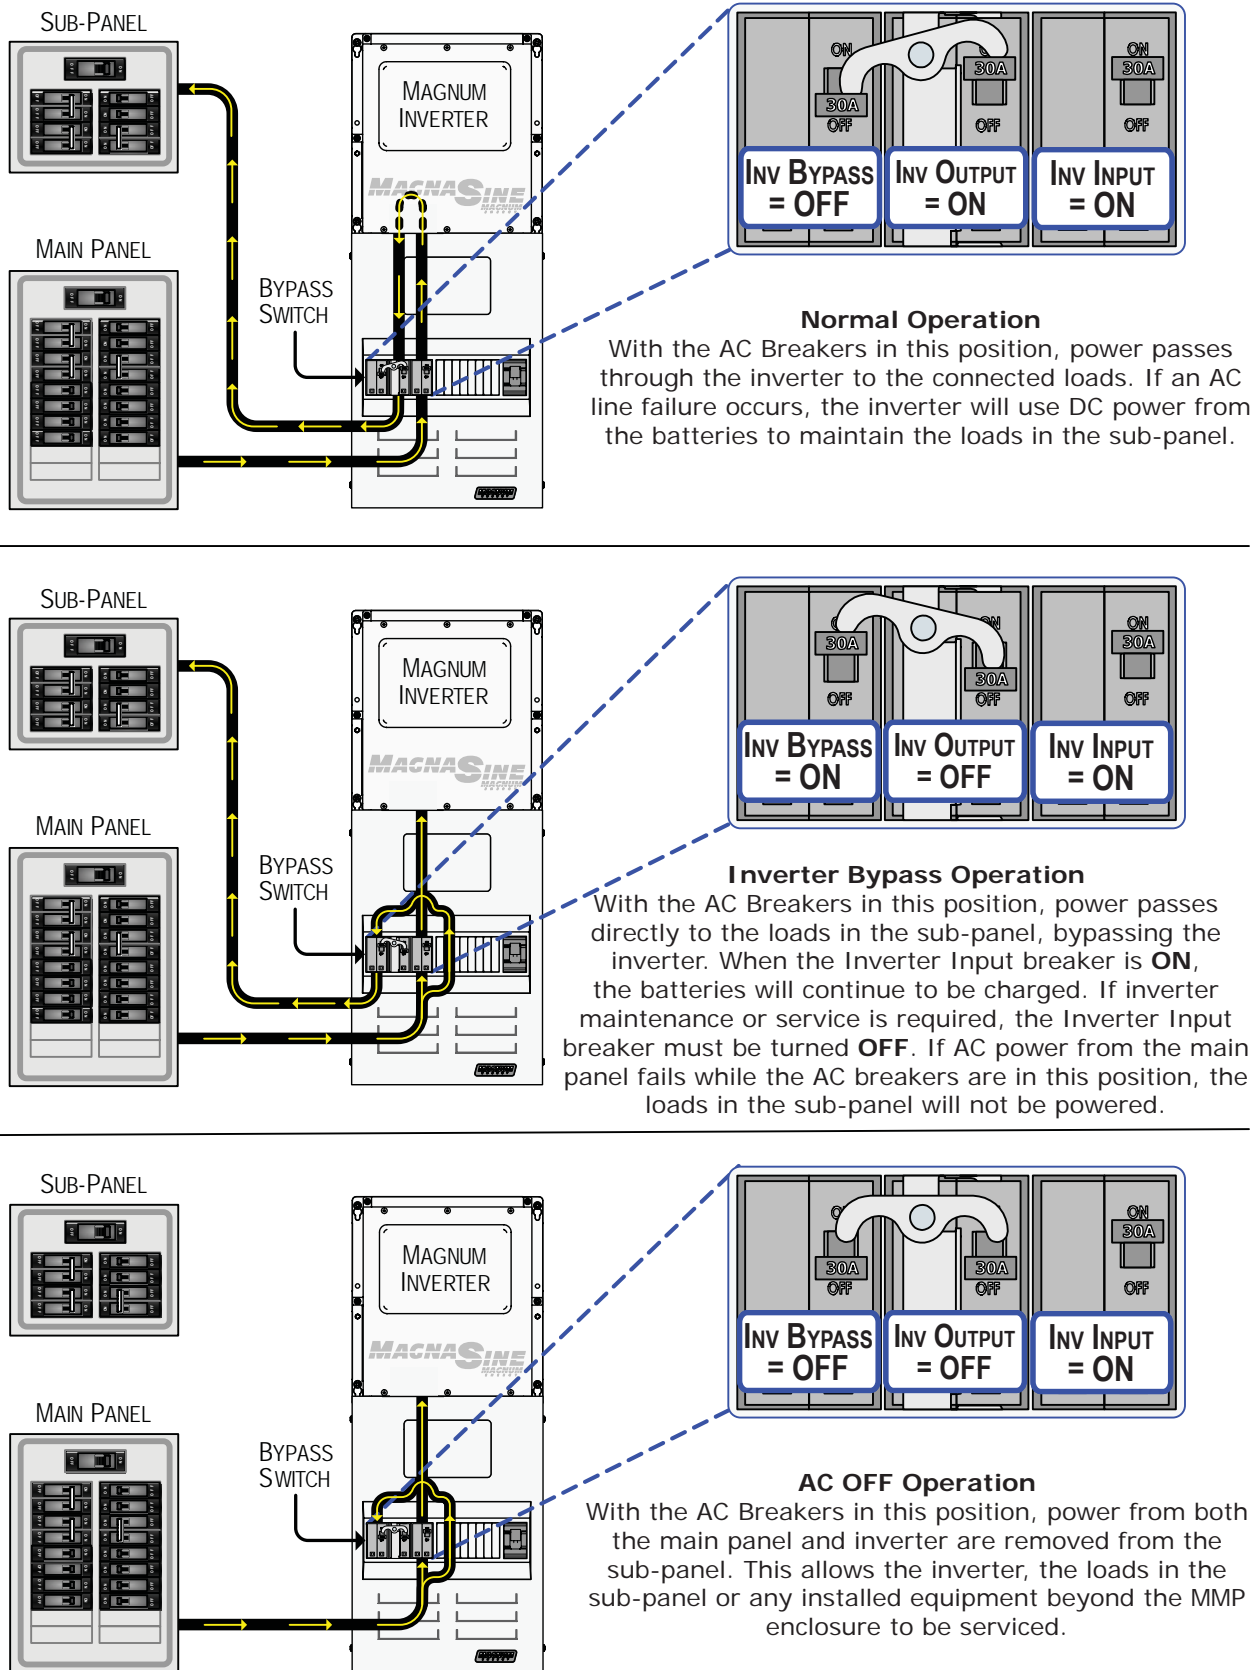 SUB-PANEL
MAGNUM
INVERTER
MAGNASINE
MAGNUM
MAIN PANEL
BYPASS
SWITCH
ON
30A
OFF
30A
OFF
ON
30A
OFF
INV BYPASS
= OFF
INV OUTPUT
= ON
INV INPUT
= ON
Normal Operation
With the AC Breakers in this position, power passes
through the inverter to the connected loads. If an AC
line failure occurs, the inverter will use DC power from
the batteries to maintain the loads in the sub-panel.
SUB-PANEL
MAGNUM
INVERTER
MAGNASINE
MAGNUM
MAIN PANEL
BYPASS
SWITCH
30A
OFF
30A
OFF
ON
30A
OFF
INV BYPASS
= ON
INV OUTPUT
= OFF
INV INPUT
= ON
Inverter Bypass Operation
With the AC Breakers in this position, power passes
directly to the loads in the sub-panel, bypassing the
inverter. When the Inverter Input breaker is ON,
the batteries will continue to be charged. If inverter
maintenance or service is required, the Inverter Input
breaker must be turned OFF. If AC power from the main
panel fails while the AC breakers are in this position, the
loads in the sub-panel will not be powered.
SUB-PANEL
MAGNUM
INVERTER
MAGNASINE
MAGNUM
MAIN PANEL
BYPASS
SWITCH
30A
OFF
30A
OFF
ON
30A
OFF
INV BYPASS
= OFF
INV OUTPUT
= OFF
INV INPUT
= ON
AC OFF Operation
With the AC Breakers in this position, power from both
the main panel and inverter are removed from the
sub-panel. This allows the inverter, the loads in the
sub-panel or any installed equipment beyond the MMP
enclosure to be serviced.